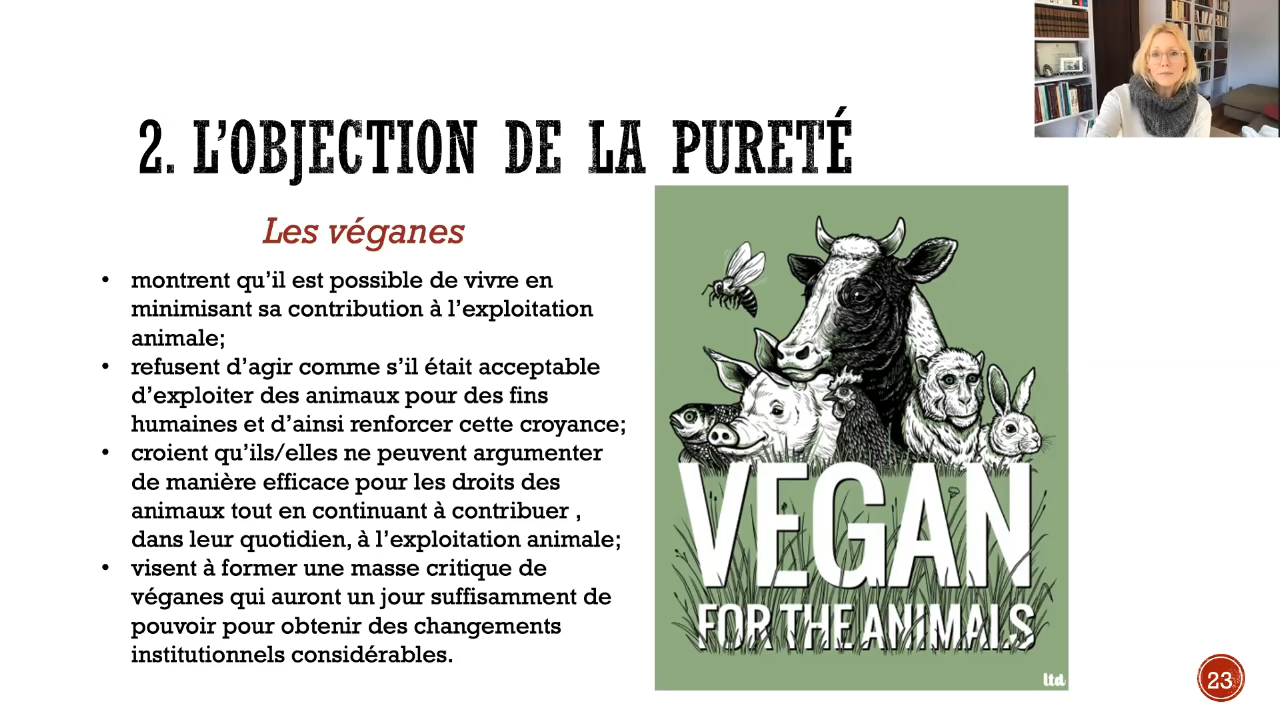 2. L'OBJECTION DE LA PURETÉ
Les véganes
• montrent qu'il est possible de vivre en
minimisant sa contribution à l'exploitation
animale;
• refusent d'agir comme s'il était acceptable
d'exploiter des animaux pour des fins
humaines et d'ainsi renforcer cette croyance;
• croient qu'ils/elles ne peuvent argumenter
de manière efficace pour les droits des
animaux tout en continuant à contribuer ,
dans leur quotidien, à l'exploitation animale;
• visent à former une masse critique de
véganes qui auront un jour suffisamment de
pouvoir pour obtenir des changements
institutionnels considérables.
VEGAN
FOR THE ANIMALS
ltd
23